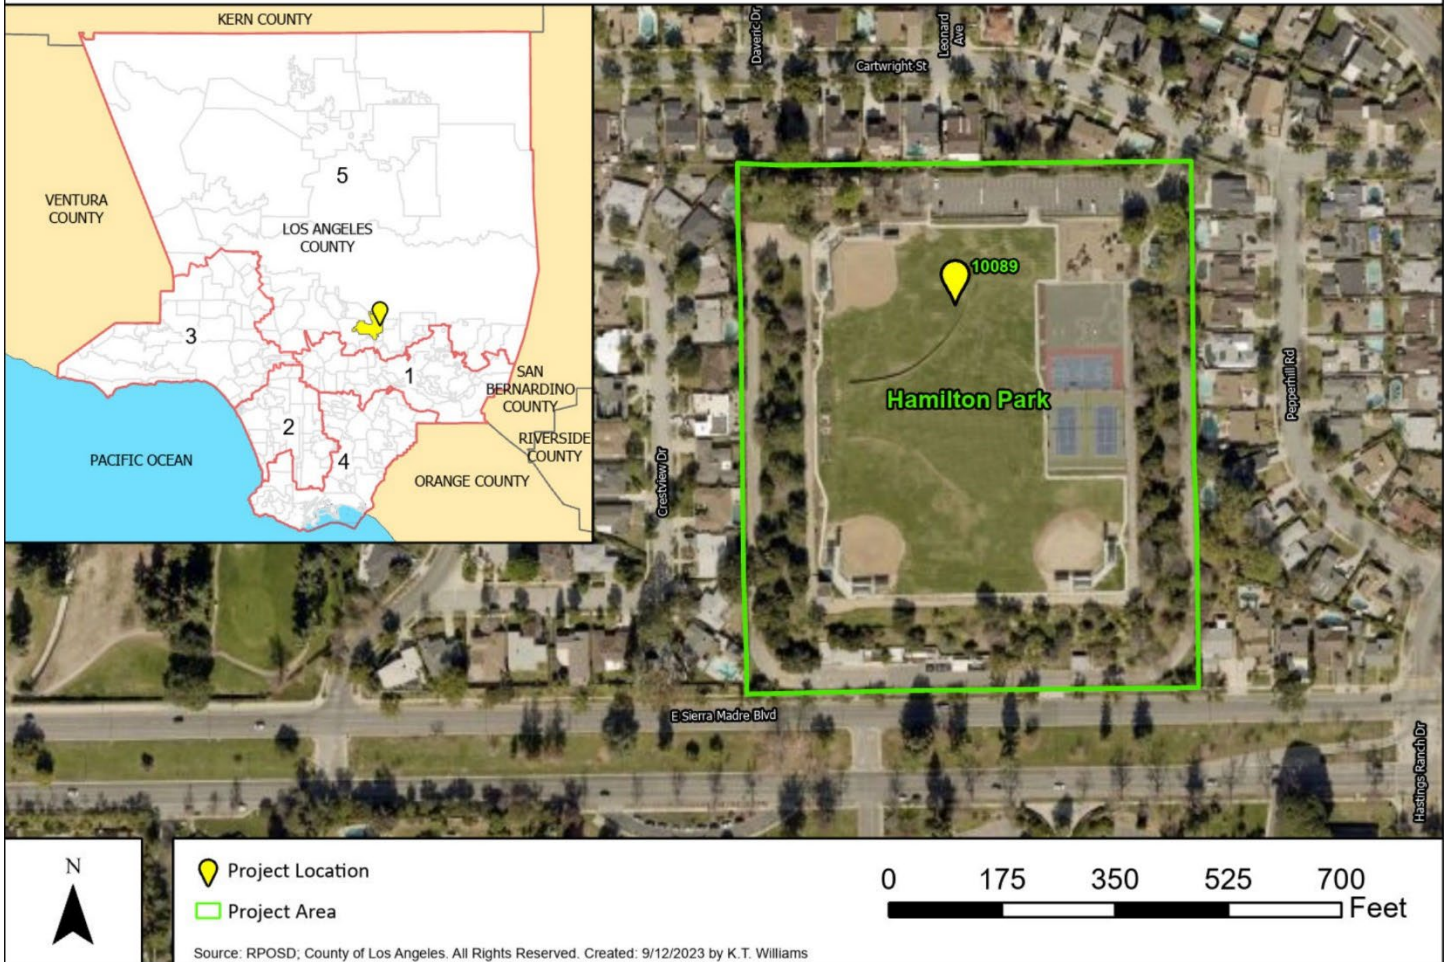 KERN COUNTY
5
VENTURA
COUNTY
LOS ANGELES
COUNTY
3
1
SAN
BERNARDINO
COUNTY
2
RIVERSIDE
COUNTY
4
PACIFIC OCEAN
ORANGE COUNTY
Daveric Dr
Leonard
Ave
Cartwright St
10089
Hamilton Park
Crestview Dr
Pepperhill Rd
E Sierra Madre Blvd
Hastings Ranch Dr
N
Project Location
Project Area
0 175 350 525 700
Feet
Source: RPOSD; County of Los Angeles. All Rights Reserved. Created: 9/12/2023 by K.T. Williams